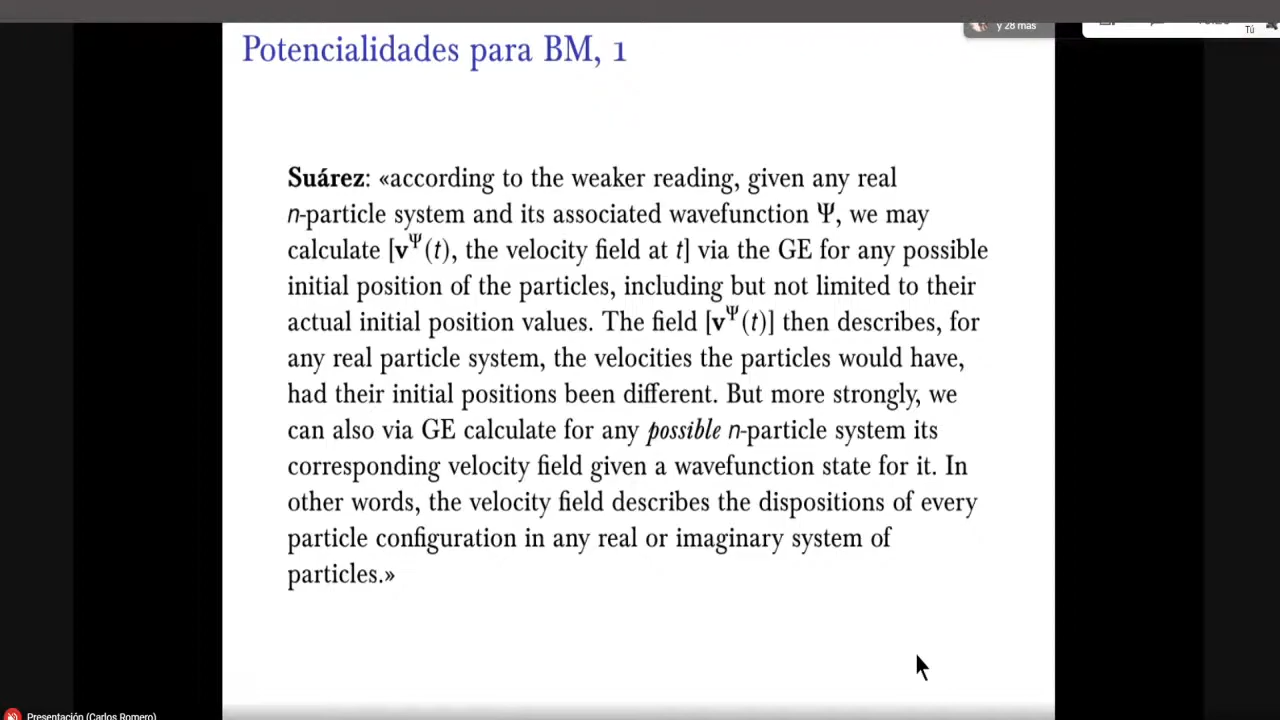 y 28 más
Tú
Potencialidades para BM, 1
Suárez: «according to the weaker reading, given any real
n-particle system and its associated wavefunction Ψ, we may
calculate [v^Ψ(t), the velocity field at t] via the GE for any possible
initial position of the particles, including but not limited to their
actual initial position values. The field [v^Ψ(t)] then describes, for
any real particle system, the velocities the particles would have,
had their initial positions been different. But more strongly, we
can also via GE calculate for any possible n-particle system its
corresponding velocity field given a wavefunction state for it. In
other words, the velocity field describes the dispositions of every
particle configuration in any real or imaginary system of
particles.»
Presentación (Carlos Romero)